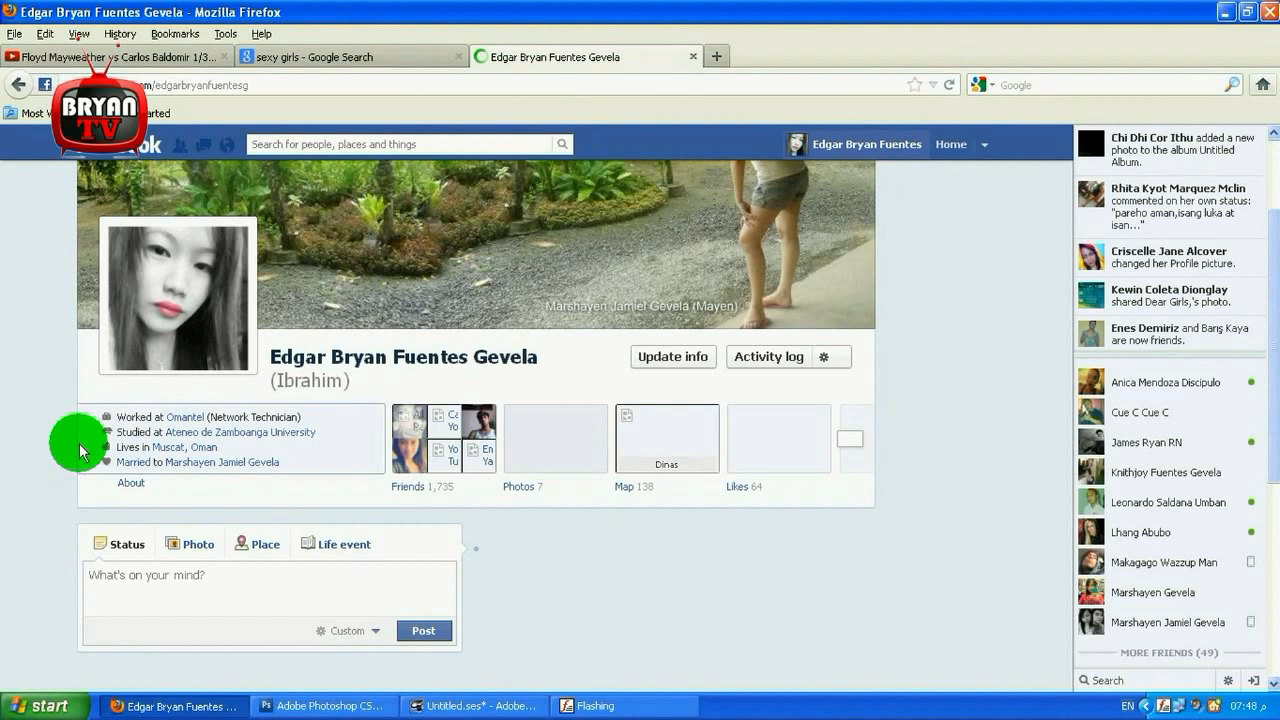 Edgar Bryan Fuentes Gevela - Mozilla Firefox
File Edit View History Bookmarks Tools Help
Floyd Mayweather vs Carlos Baldomir 1/3...
sexy girls - Google Search
Edgar Bryan Fuentes Gevela
om/edgarbryanfuentesg
Google
Most V
arted
BRYAN
TV
ok
Search for people, places and things
Edgar Bryan Fuentes
Home
Marshayen Jamiel Gevela (Mayen)
Edgar Bryan Fuentes Gevela
(Ibrahim)
Update info
Activity log
Worked at Omantel (Network Technician)
Studied at Ateneo de Zamboanga University
Lives in Muscat, Oman
Married to Marshayen Jamiel Gevela
About
Al
Ca
Yo
Yo
Tu
En
Ya
Dinas
Friends 1,735
Photos 7
Map 138
Likes 64
Status
Photo
Place
Life event
What's on your mind?
Custom
Post
Chi Dhi Cor Ithu added a new
photo to the album Untitled
Album.
Rhita Kyot Marquez Mclin
commented on her own status:
"pareho aman,isang luka at
isan..."
Criscelle Jane Alcover
changed her Profile picture.
Kewin Coleta Dionglay
shared Dear Girls,'s photo.
Enes Demiriz and Barış Kaya
are now friends.
Anica Mendoza Discipulo
Cue C Cue C
James Ryan RN
Knithjoy Fuentes Gevela
Leonardo Saldana Umban
Lhang Abubo
Makagago Wazzup Man
Marshayen Gevela
Marshayen Jamiel Gevela
MORE FRIENDS (49)
Search
start
Edgar Bryan Fuentes ...
Adobe Photoshop CS...
Untitled.ses* - Adobe...
Flashing
EN
07:48 م